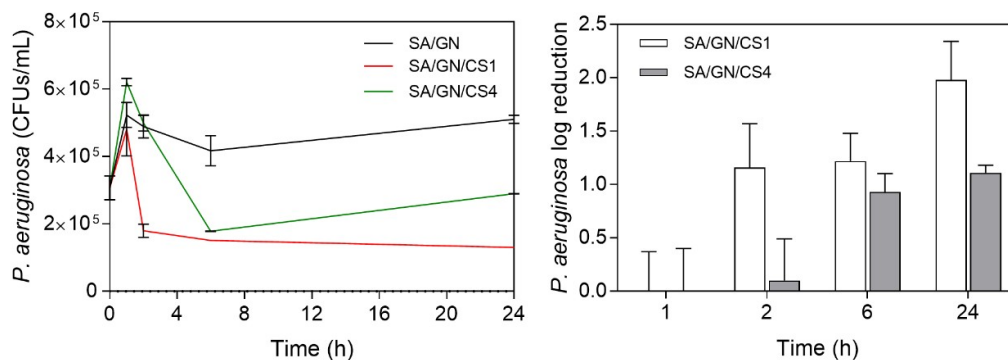 P. aeruginosa (CFUs/mL)
8×10⁵
6×10⁵
4×10⁵
2×10⁵
0
0 4 8 12 16 20 24
Time (h)
SA/GN
SA/GN/CS1
SA/GN/CS4
P. aeruginosa log reduction
2.5
2.0
1.5
1.0
0.5
0.0
1 2 6 24
Time (h)
SA/GN/CS1
SA/GN/CS4